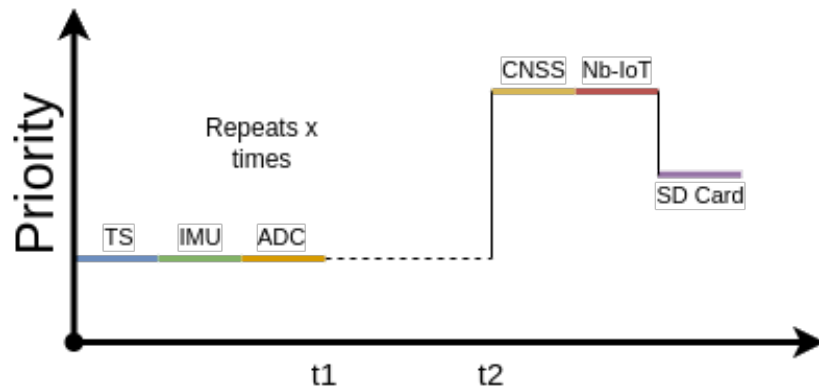 Priority
CNSS
Nb-IoT
Repeats x
times
SD Card
TS
IMU
ADC
t1
t2